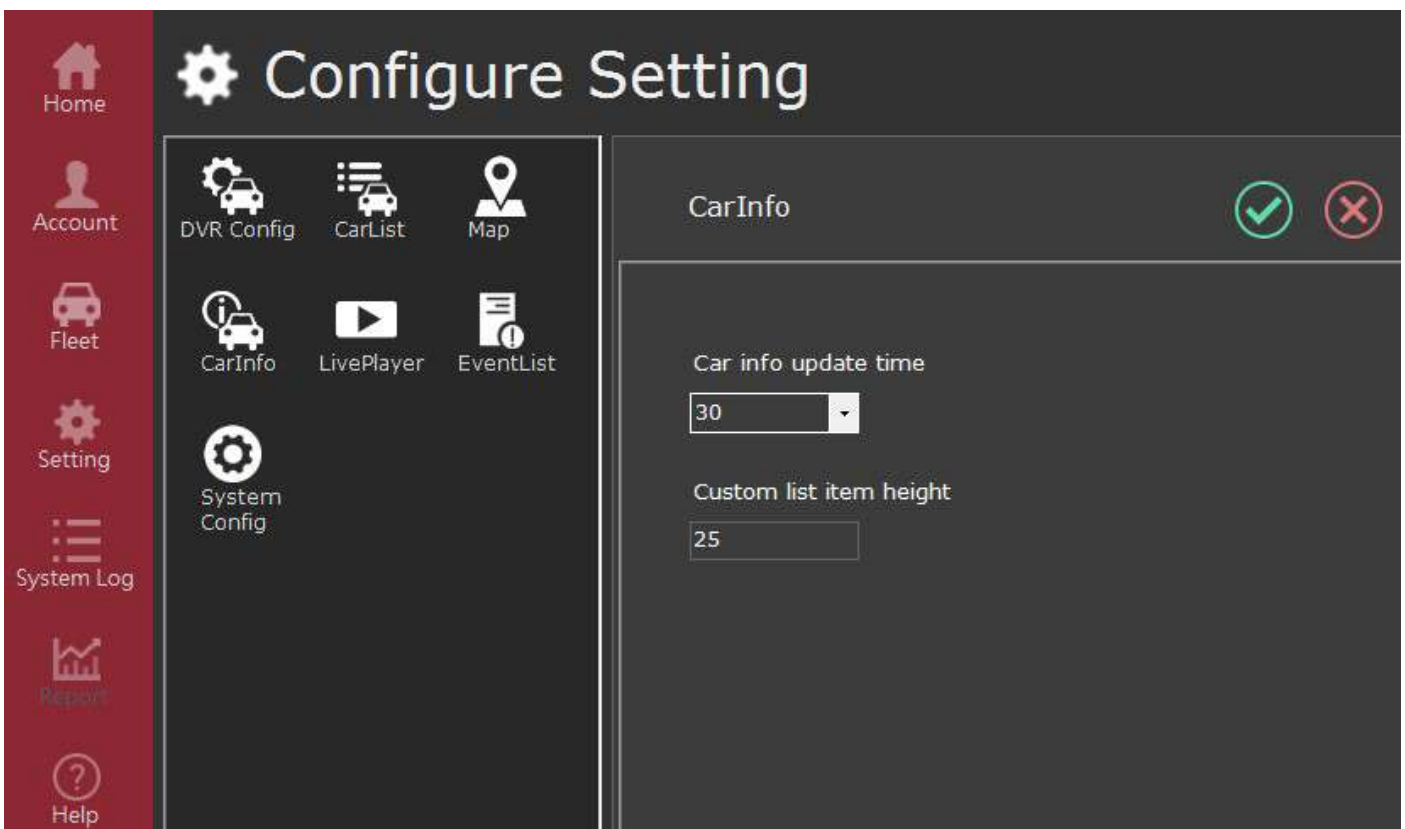 Home
Account
Fleet
Setting
System Log
Report
Help
Configure Setting
DVR Config
CarList
Map
CarInfo
LivePlayer
EventList
System
Config
CarInfo
Car info update time
30
Custom list item height
25